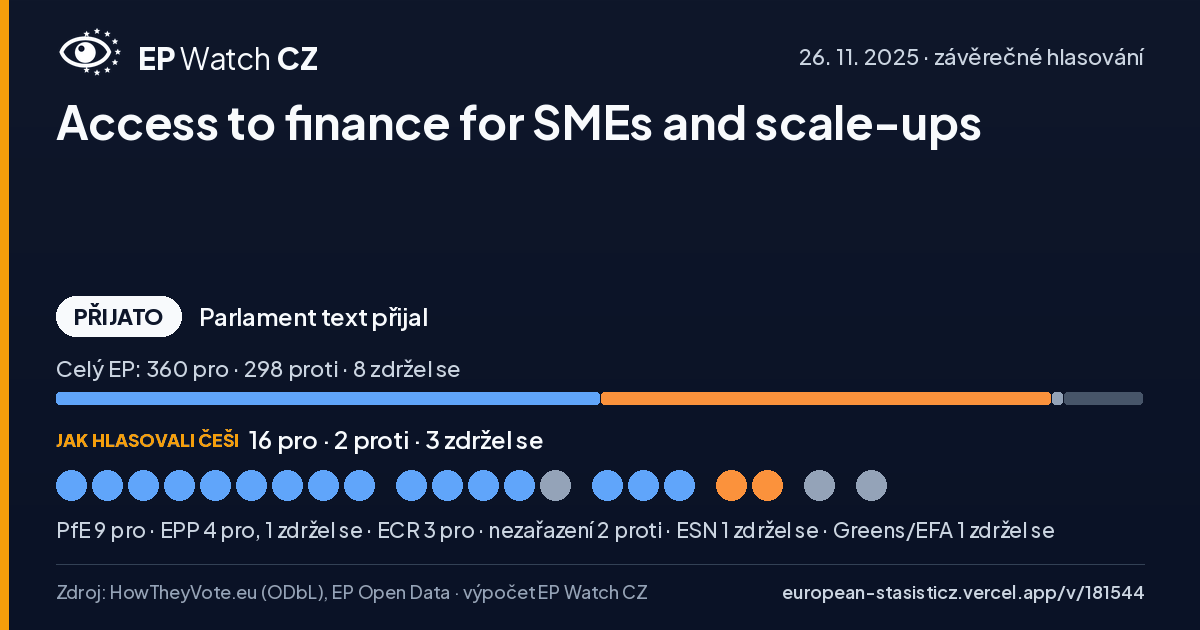 EP Watch CZ
26. 11. 2025 · závěrečné hlasování
Access to finance for SMEs and scale-ups
PŘIJATO Parlament text přijal
Celý EP: 360 pro · 298 proti · 8 zdržel se
JAK HLASOVALI ČEŠI 16 pro · 2 proti · 3 zdržel se
PfE 9 pro · EPP 4 pro, 1 zdržel se · ECR 3 pro · nezařazení 2 proti · ESN 1 zdržel se · Greens/EFA 1 zdržel se
Zdroj: HowTheyVote.eu (ODbL), EP Open Data · výpočet EP Watch CZ
european-stasisticz.vercel.app/v/181544